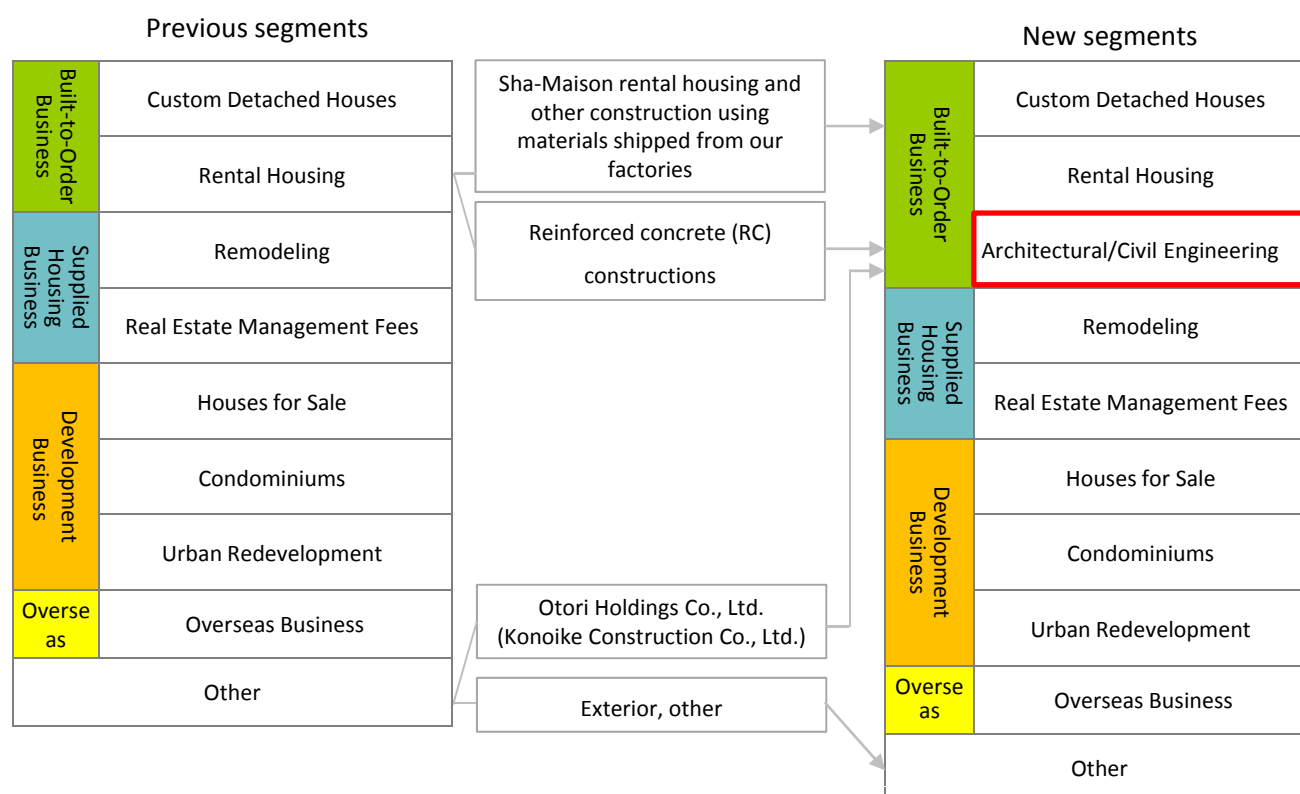 Previous segments
Built-to-Order
Business
Custom Detached Houses
Rental Housing
Supplied
Housing
Business
Remodeling
Real Estate Management Fees
Development
Business
Houses for Sale
Condominiums
Urban Redevelopment
Overse
as
Overseas Business
Other
Sha-Maison rental housing and
other construction using
materials shipped from our
factories
Reinforced concrete (RC)
constructions
Otori Holdings Co., Ltd.
(Konoike Construction Co., Ltd.)
Exterior, other
New segments
Built-to-Order
Business
Custom Detached Houses
Rental Housing
Architectural/Civil Engineering
Supplied
Housing
Business
Remodeling
Real Estate Management Fees
Development
Business
Houses for Sale
Condominiums
Urban Redevelopment
Overse
as
Overseas Business
Other